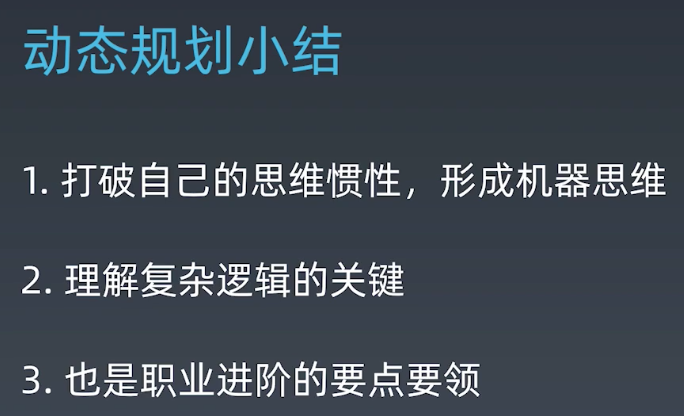 动态规划小结
1. 打破自己的思维惯性，形成机器思维
2. 理解复杂逻辑的关键
3. 也是职业进阶的要点要领